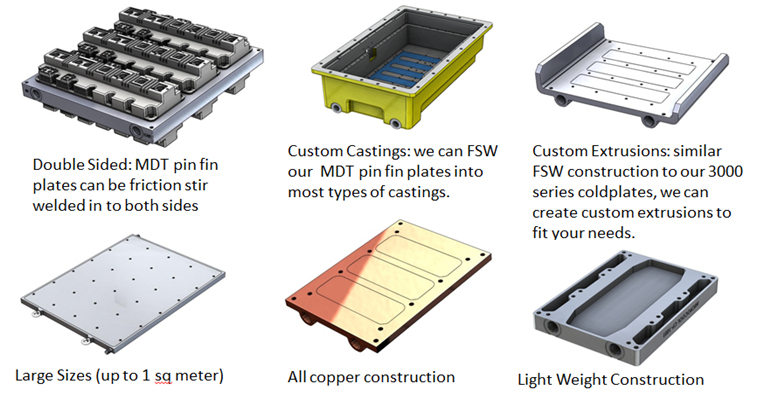 Double Sided: MDT pin fin
plates can be friction stir
welded in to both sides
Custom Castings: we can FSW
our MDT pin fin plates into
most types of castings.
Custom Extrusions: similar
FSW construction to our 3000
series coldplates, we can
create custom extrusions to
fit your needs.
Large Sizes (up to 1 sq meter)
All copper construction
Light Weight Construction